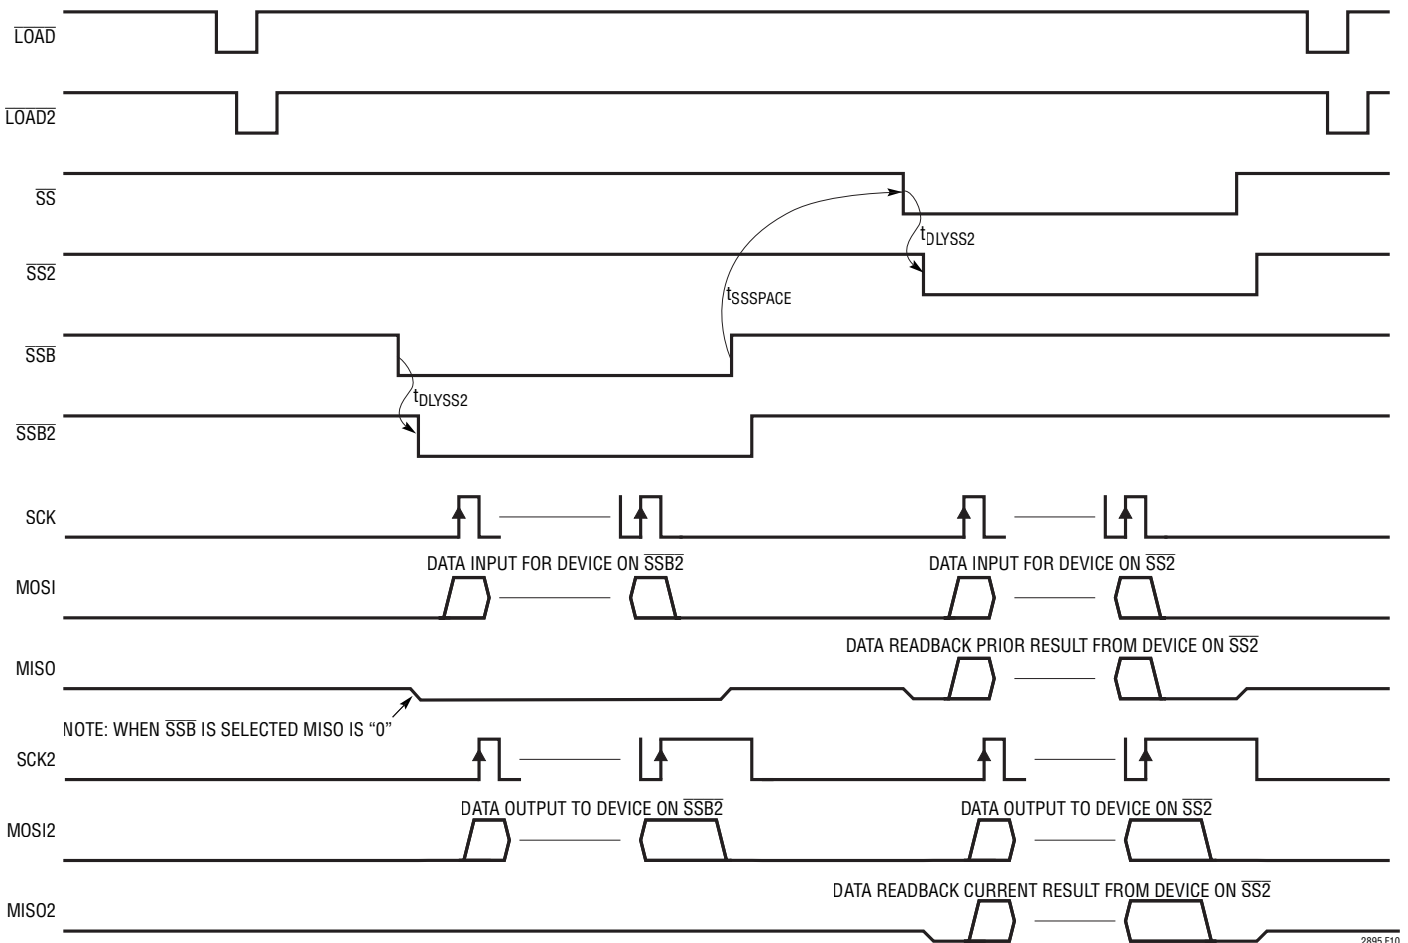 LOAD
LOAD2
SS
tDLYSS2
SS2
tSSSPACE
SSB
tDLYSS2
SSB2
SCK
DATA INPUT FOR DEVICE ON SSB2 DATA INPUT FOR DEVICE ON SS2
MOSI
DATA READBACK PRIOR RESULT FROM DEVICE ON SS2
MISO
NOTE: WHEN SSB IS SELECTED MISO IS “0”
SCK2
DATA OUTPUT TO DEVICE ON SSB2 DATA OUTPUT TO DEVICE ON SS2
MOSI2
DATA READBACK CURRENT RESULT FROM DEVICE ON SS2
MISO2
2895 F10